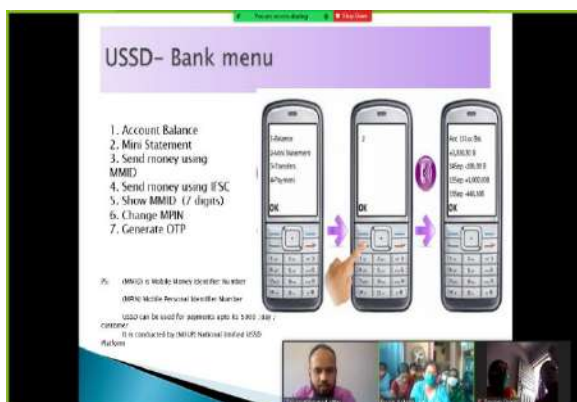 Stop Share
USSD- Bank menu
1. Account Balance
2. Mini Statement
3. Send money using
MMID
4. Send money using IFSC
5. Show MMID (7 digits)
6. Change MPIN
7. Generate OTP
1-Balance
2-Mini Statement
3-Transfers
4-Payment
OK
2
OK
OK
PS: (MMID) is Mobile Money Identifier Number
(MPIN) Mobile Personal Identifier Number
USSD can be used for payments upto Rs 5000 /day /
customer
It is conducted by (NUUP) National Unified USSD
Platform